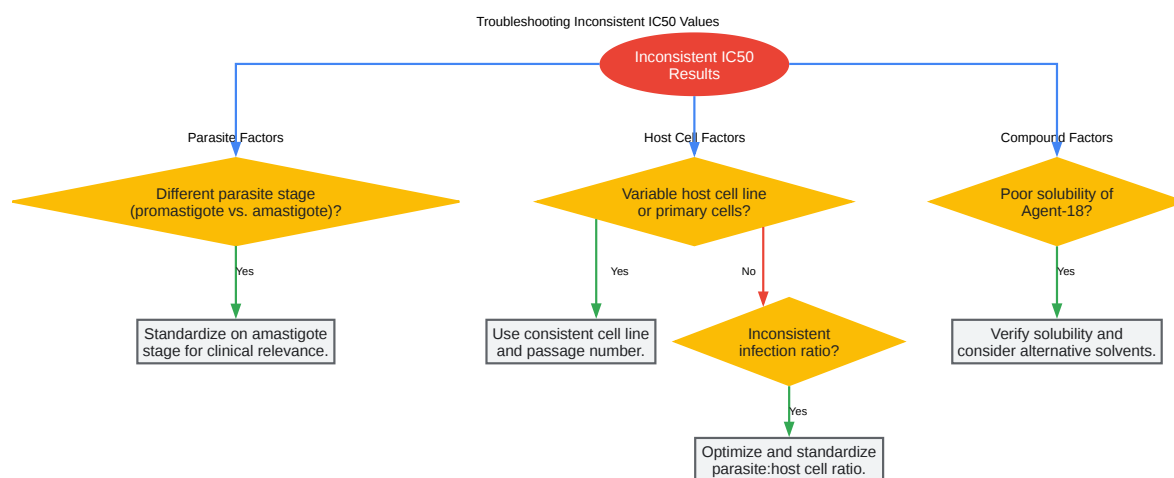 Troubleshooting Inconsistent IC50 Values
Inconsistent IC50
Results
Parasite Factors
Host Cell Factors
Compound Factors
Different parasite stage
(promastigote vs. amastigote)?
Variable host cell line
or primary cells?
Poor solubility of
Agent-18?
Yes
Yes
No
Yes
Standardize on amastigote
stage for clinical relevance.
Use consistent cell line
and passage number.
Inconsistent
infection ratio?
Verify solubility and
consider alternative solvents.
Yes
Optimize and standardize
parasite:host cell ratio.